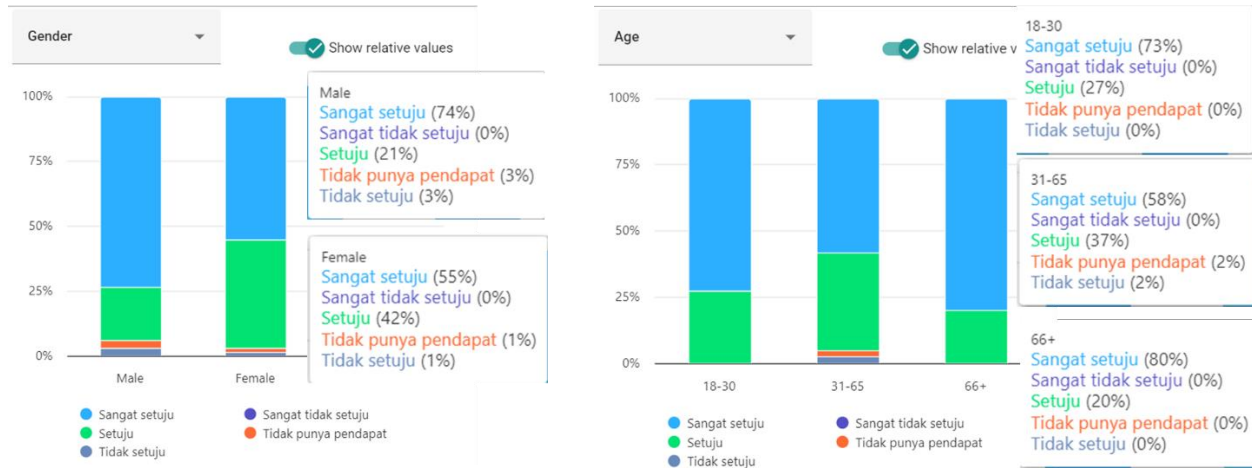 Gender
Show relative values
100%
75%
50%
25%
0%
Male
Female
Male
Sangat setuju (74%)
Sangat tidak setuju (0%)
Setuju (21%)
Tidak punya pendapat (3%)
Tidak setuju (3%)
Female
Sangat setuju (55%)
Sangat tidak setuju (0%)
Setuju (42%)
Tidak punya pendapat (1%)
Tidak setuju (1%)
Sangat setuju
Sangat tidak setuju
Setuju
Tidak punya pendapat
Tidak setuju
Age
Show relative v
100%
75%
50%
25%
0%
18-30
31-65
66+
18-30
Sangat setuju (73%)
Sangat tidak setuju (0%)
Setuju (27%)
Tidak punya pendapat (0%)
Tidak setuju (0%)
31-65
Sangat setuju (58%)
Sangat tidak setuju (0%)
Setuju (37%)
Tidak punya pendapat (2%)
Tidak setuju (2%)
66+
Sangat setuju (80%)
Sangat tidak setuju (0%)
Setuju (20%)
Tidak punya pendapat (0%)
Tidak setuju (0%)
Sangat setuju
Sangat tidak setuju
Setuju
Tidak punya pendapat
Tidak setuju